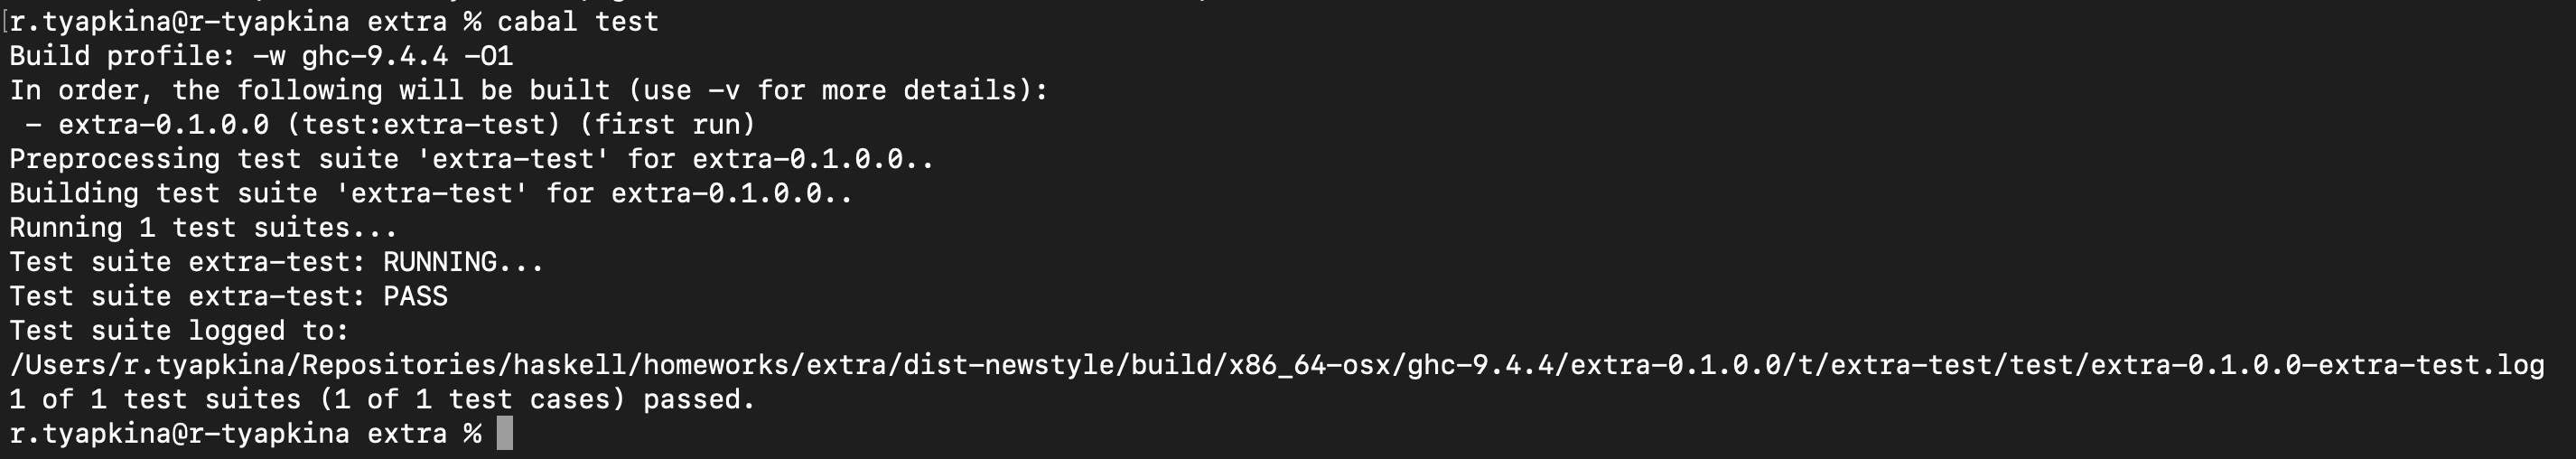 [r.tyapkina@r-tyapkina extra % cabal test
Build profile: -w ghc-9.4.4 -O1
In order, the following will be built (use -v for more details):
 - extra-0.1.0.0 (test:extra-test) (first run)
Preprocessing test suite 'extra-test' for extra-0.1.0.0..
Building test suite 'extra-test' for extra-0.1.0.0..
Running 1 test suites...
Test suite extra-test: RUNNING...
Test suite extra-test: PASS
Test suite logged to:
/Users/r.tyapkina/Repositories/haskell/homeworks/extra/dist-newstyle/build/x86_64-osx/ghc-9.4.4/extra-0.1.0.0/t/extra-test/test/extra-0.1.0.0-extra-test.log
1 of 1 test suites (1 of 1 test cases) passed.
r.tyapkina@r-tyapkina extra %